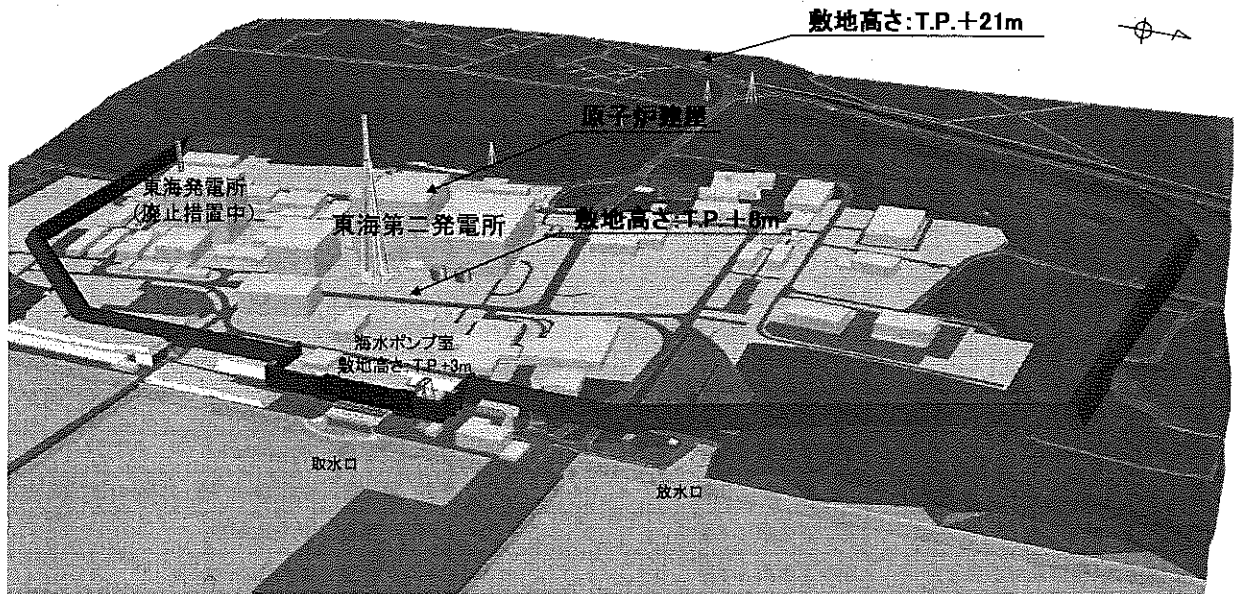 敷地高さ:T.P.+21m
原子炉建屋
東海発電所
(廃止措置中)
東海第二発電所
敷地高さ:T.P.+8m
海水ポンプ室
敷地高さ:T.P.+3m
取水口
放水口